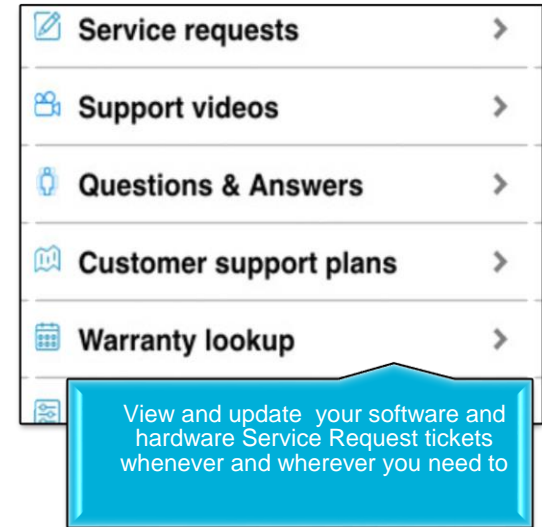 Service requests
Support videos
Questions & Answers
Customer support plans
Warranty lookup
View and update  your software and
hardware Service Request tickets
whenever and wherever you need to